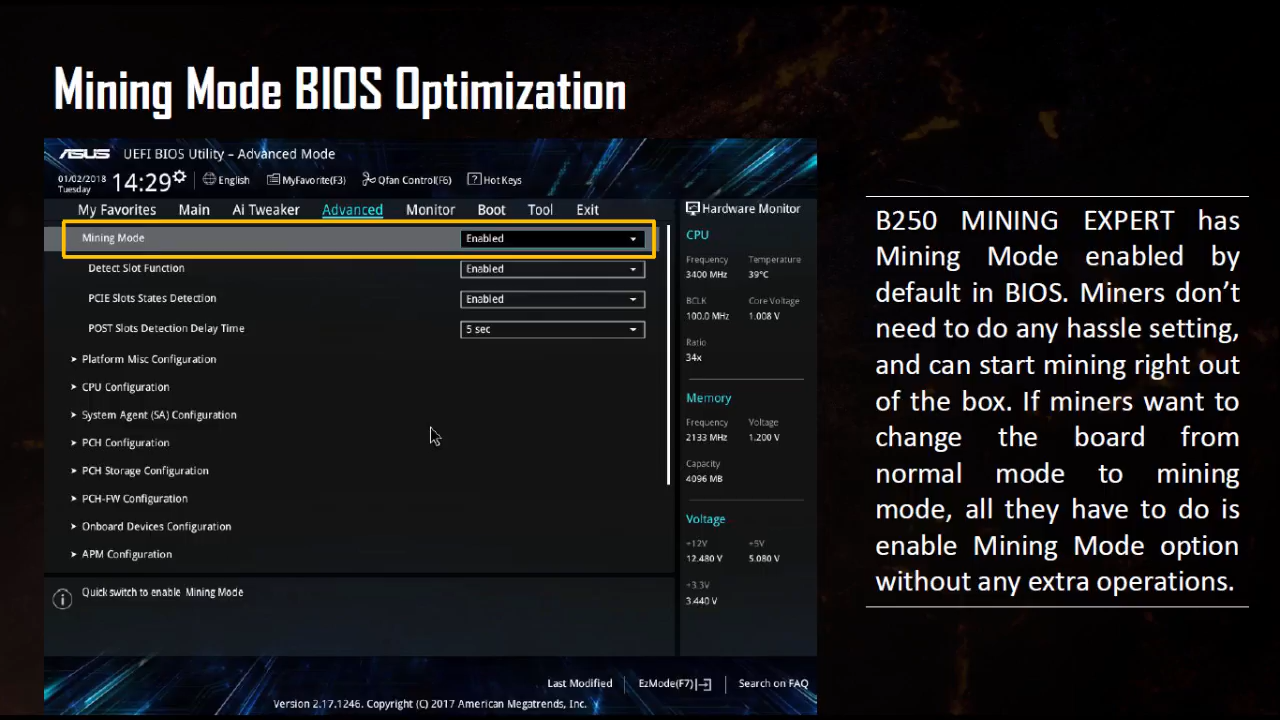 Mining Mode BIOS Optimization
ASUS UEFI BIOS Utility – Advanced Mode
01/02/2018
Tuesday
14:29
English
MyFavorite(F3)
Qfan Control(F6)
? Hot Keys
My Favorites Main Ai Tweaker Advanced Monitor Boot Tool Exit
Mining Mode Enabled
Detect Slot Function Enabled
PCIE Slots States Detection Enabled
POST Slots Detection Delay Time 5 sec
Platform Misc Configuration
CPU Configuration
System Agent (SA) Configuration
PCH Configuration
PCH Storage Configuration
PCH-FW Configuration
Onboard Devices Configuration
APM Configuration
i Quick switch to enable Mining Mode
Hardware Monitor
CPU
Frequency Temperature
3400 MHz 39°C
BCLK Core Voltage
100.0 MHz 1.008 V
Ratio
34x
Memory
Frequency Voltage
2133 MHz 1.200 V
Capacity
4096 MB
Voltage
+12V +5V
12.480 V 5.080 V
+3.3V
3.440 V
Last Modified EzMode(F7) Search on FAQ
Version 2.17.1246. Copyright (C) 2017 American Megatrends, Inc.
B250 MINING EXPERT has
Mining Mode enabled by
default in BIOS. Miners don’t
need to do any hassle setting,
and can start mining right out
of the box. If miners want to
change the board from
normal mode to mining
mode, all they have to do is
enable Mining Mode option
without any extra operations.